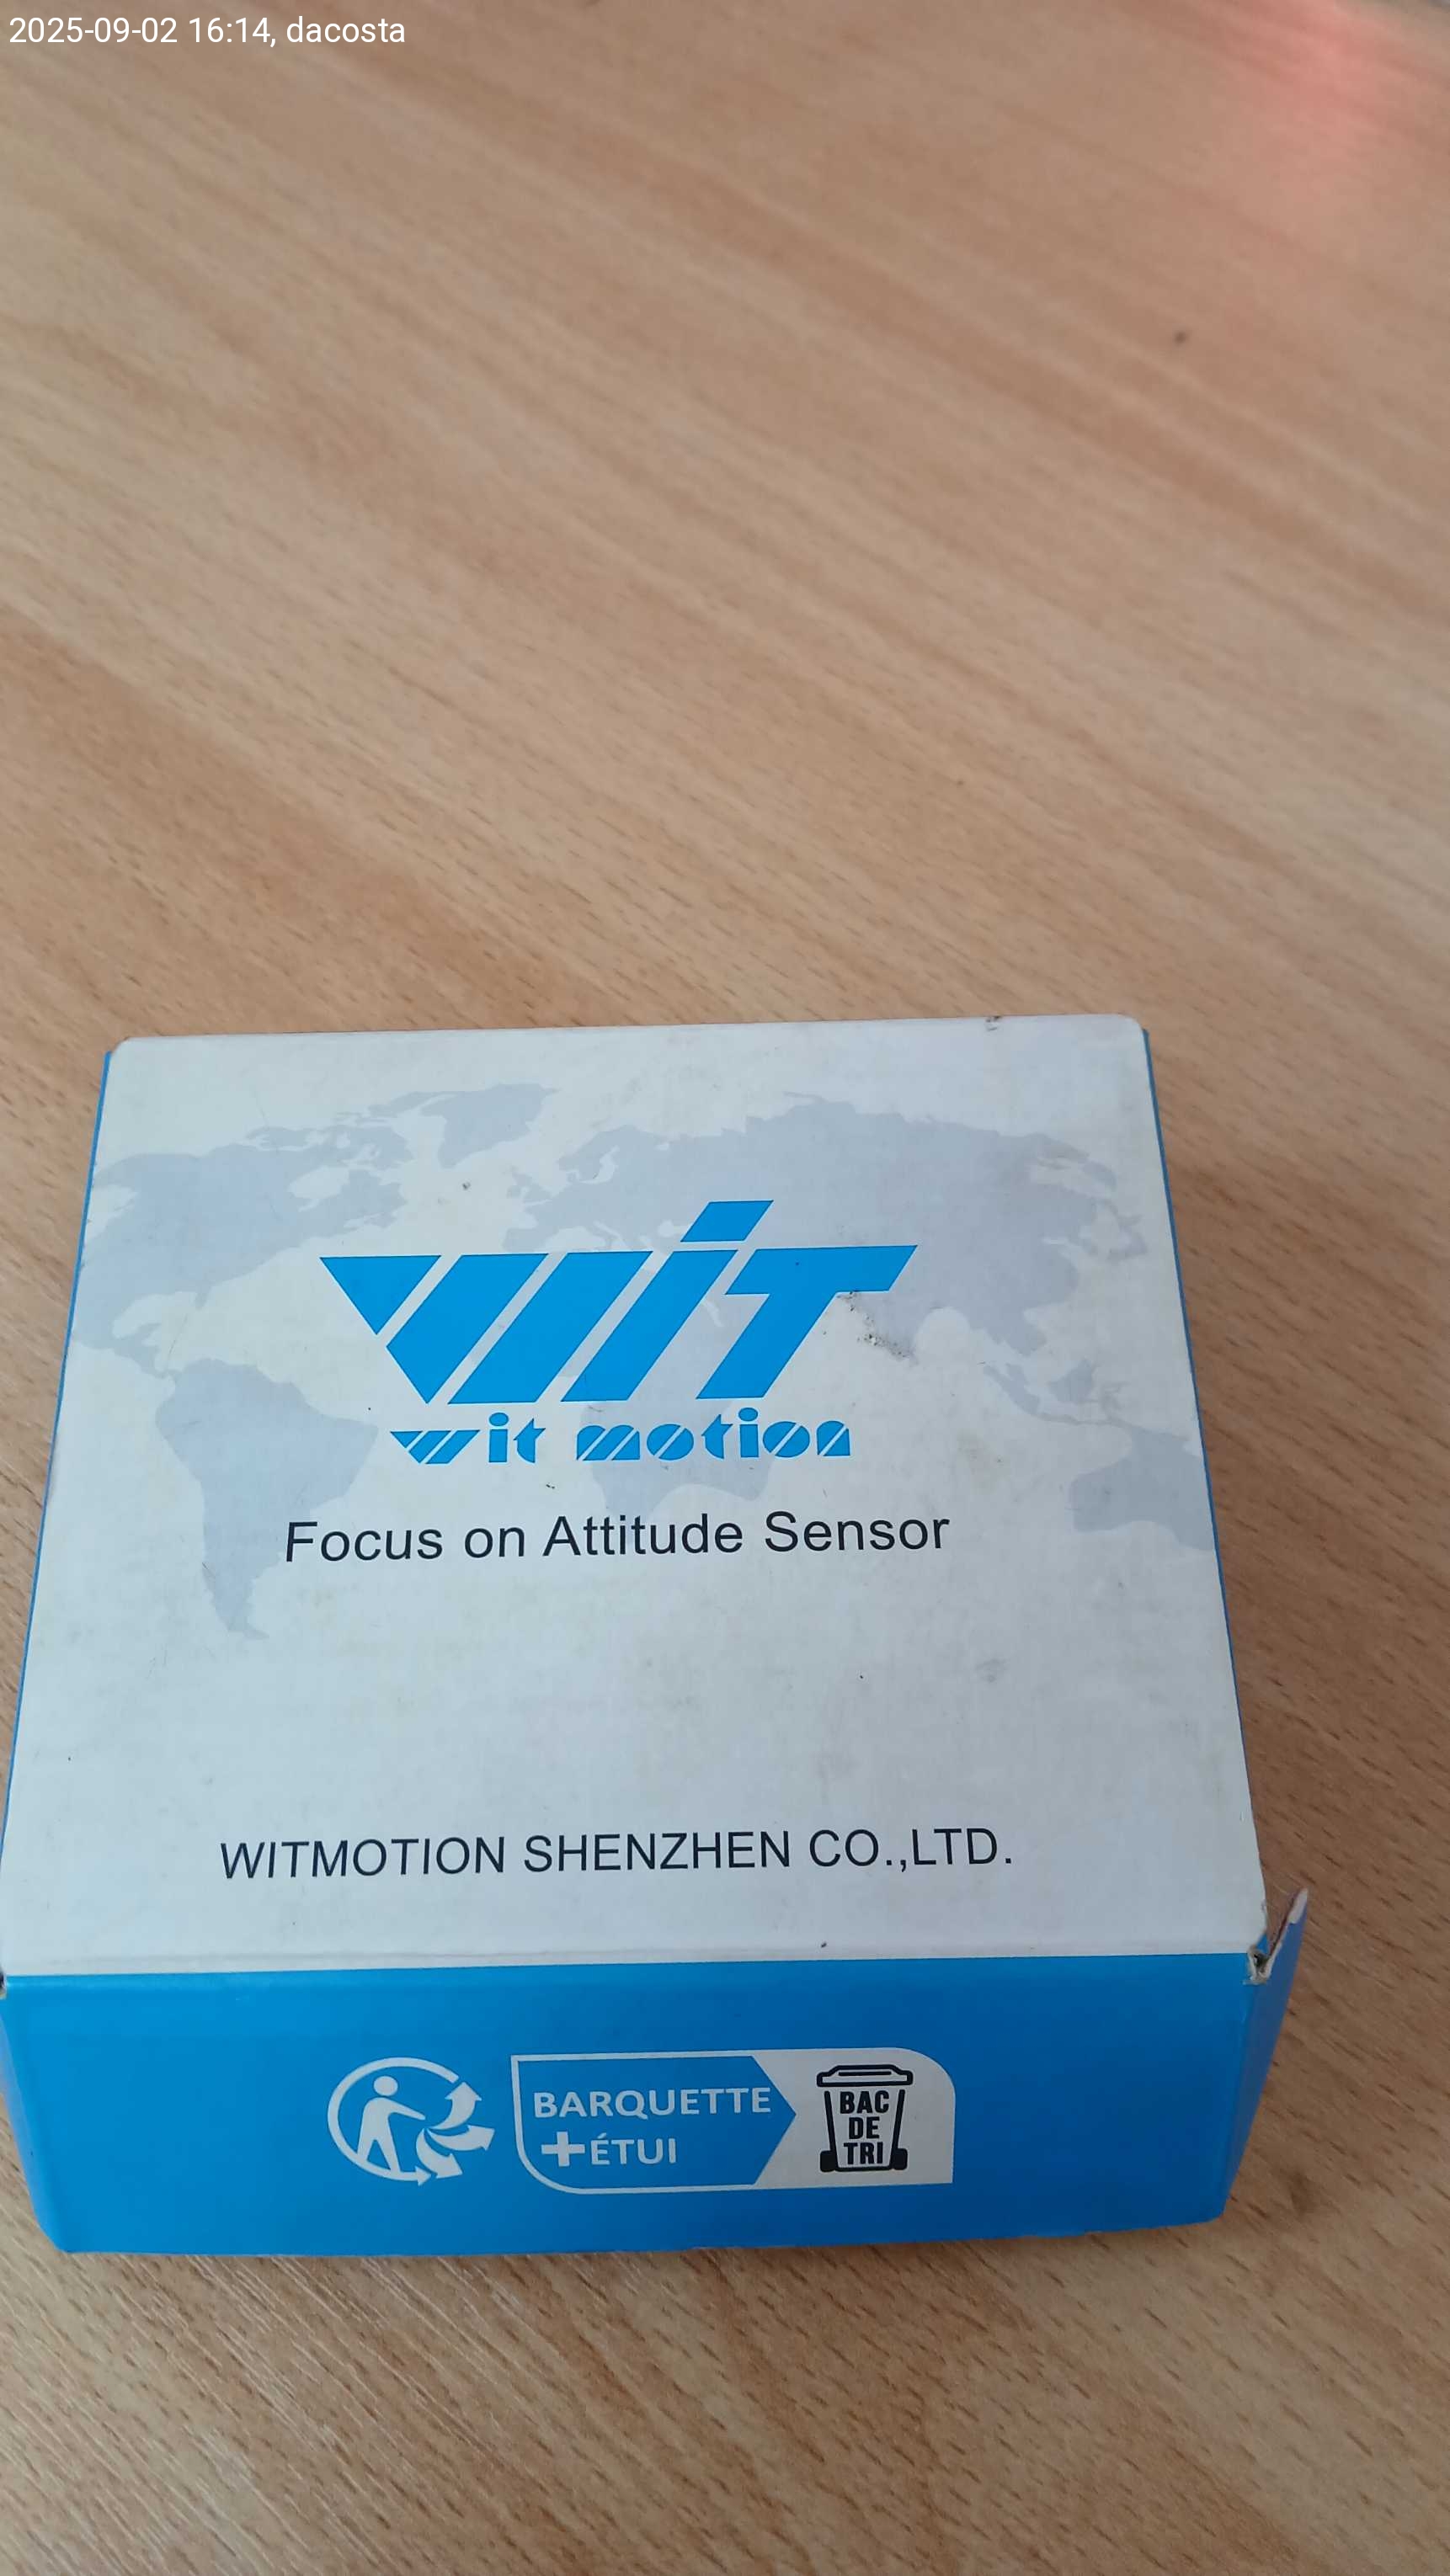 2025-09-02 16:14, dacosta
WIT
wit motion
Focus on Attitude Sensor
WITMOTION SHENZHEN CO.,LTD.
BARQUETTE
+ÉTUI
BAC
DE
TRI